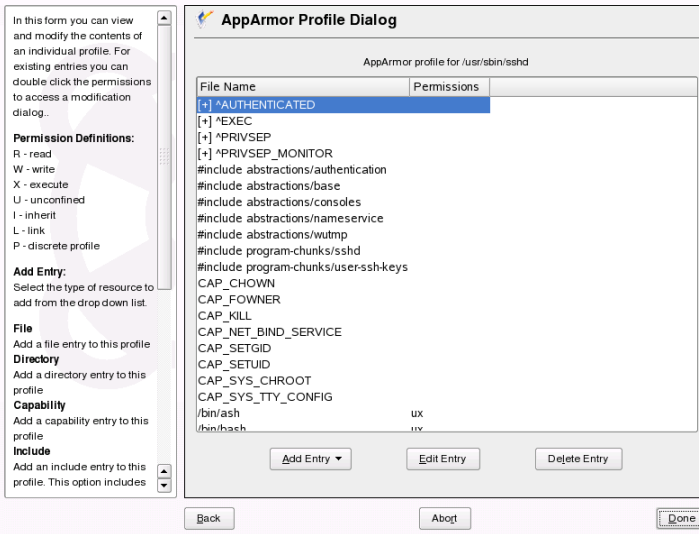 In this form you can view
and modify the contents of
an individual profile. For
existing entries you can
double click the permissions
to access a modification
dialog..
Permission Definitions:
R - read
W - write
X - execute
U - unconfined
I - inherit
L - link
P - discrete profile
Add Entry:
Select the type of resource to
add from the drop down list.
File
Add a file entry to this profile
Directory
Add a directory entry to this
profile
Capability
Add a capability entry to this
profile
Include
Add an include entry to this
profile. This option includes
AppArmor Profile Dialog
AppArmor profile for /usr/sbin/sshd
File Name Permissions
[+] ^AUTHENTICATED
[+] ^EXEC
[+] ^PRIVSEP
[+] ^PRIVSEP_MONITOR
#include abstractions/authentication
#include abstractions/base
#include abstractions/consoles
#include abstractions/nameservice
#include abstractions/wutmp
#include program-chunks/sshd
#include program-chunks/user-ssh-keys
CAP_CHOWN
CAP_FOWNER
CAP_KILL
CAP_NET_BIND_SERVICE
CAP_SETGID
CAP_SETUID
CAP_SYS_CHROOT
CAP_SYS_TTY_CONFIG
/bin/ash ux
/bin/bash ux
Add Entry Edit Entry Delete Entry
Back Abort Done